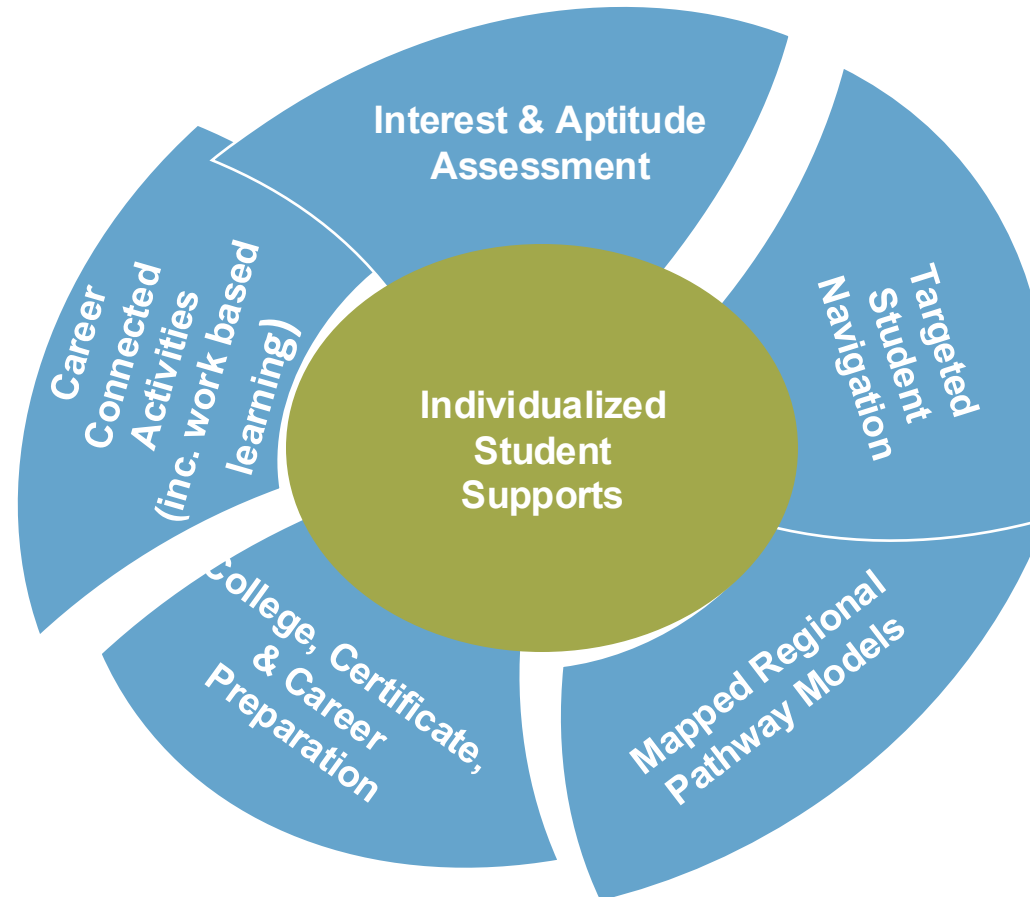 Interest & Aptitude
Assessment
Targeted
Student
Navigation
Mapped Regional
Pathway Models
College, Certificate,
& Career
Preparation
Career
Connected
Activities
(inc. work based
learning)
Individualized
Student
Supports